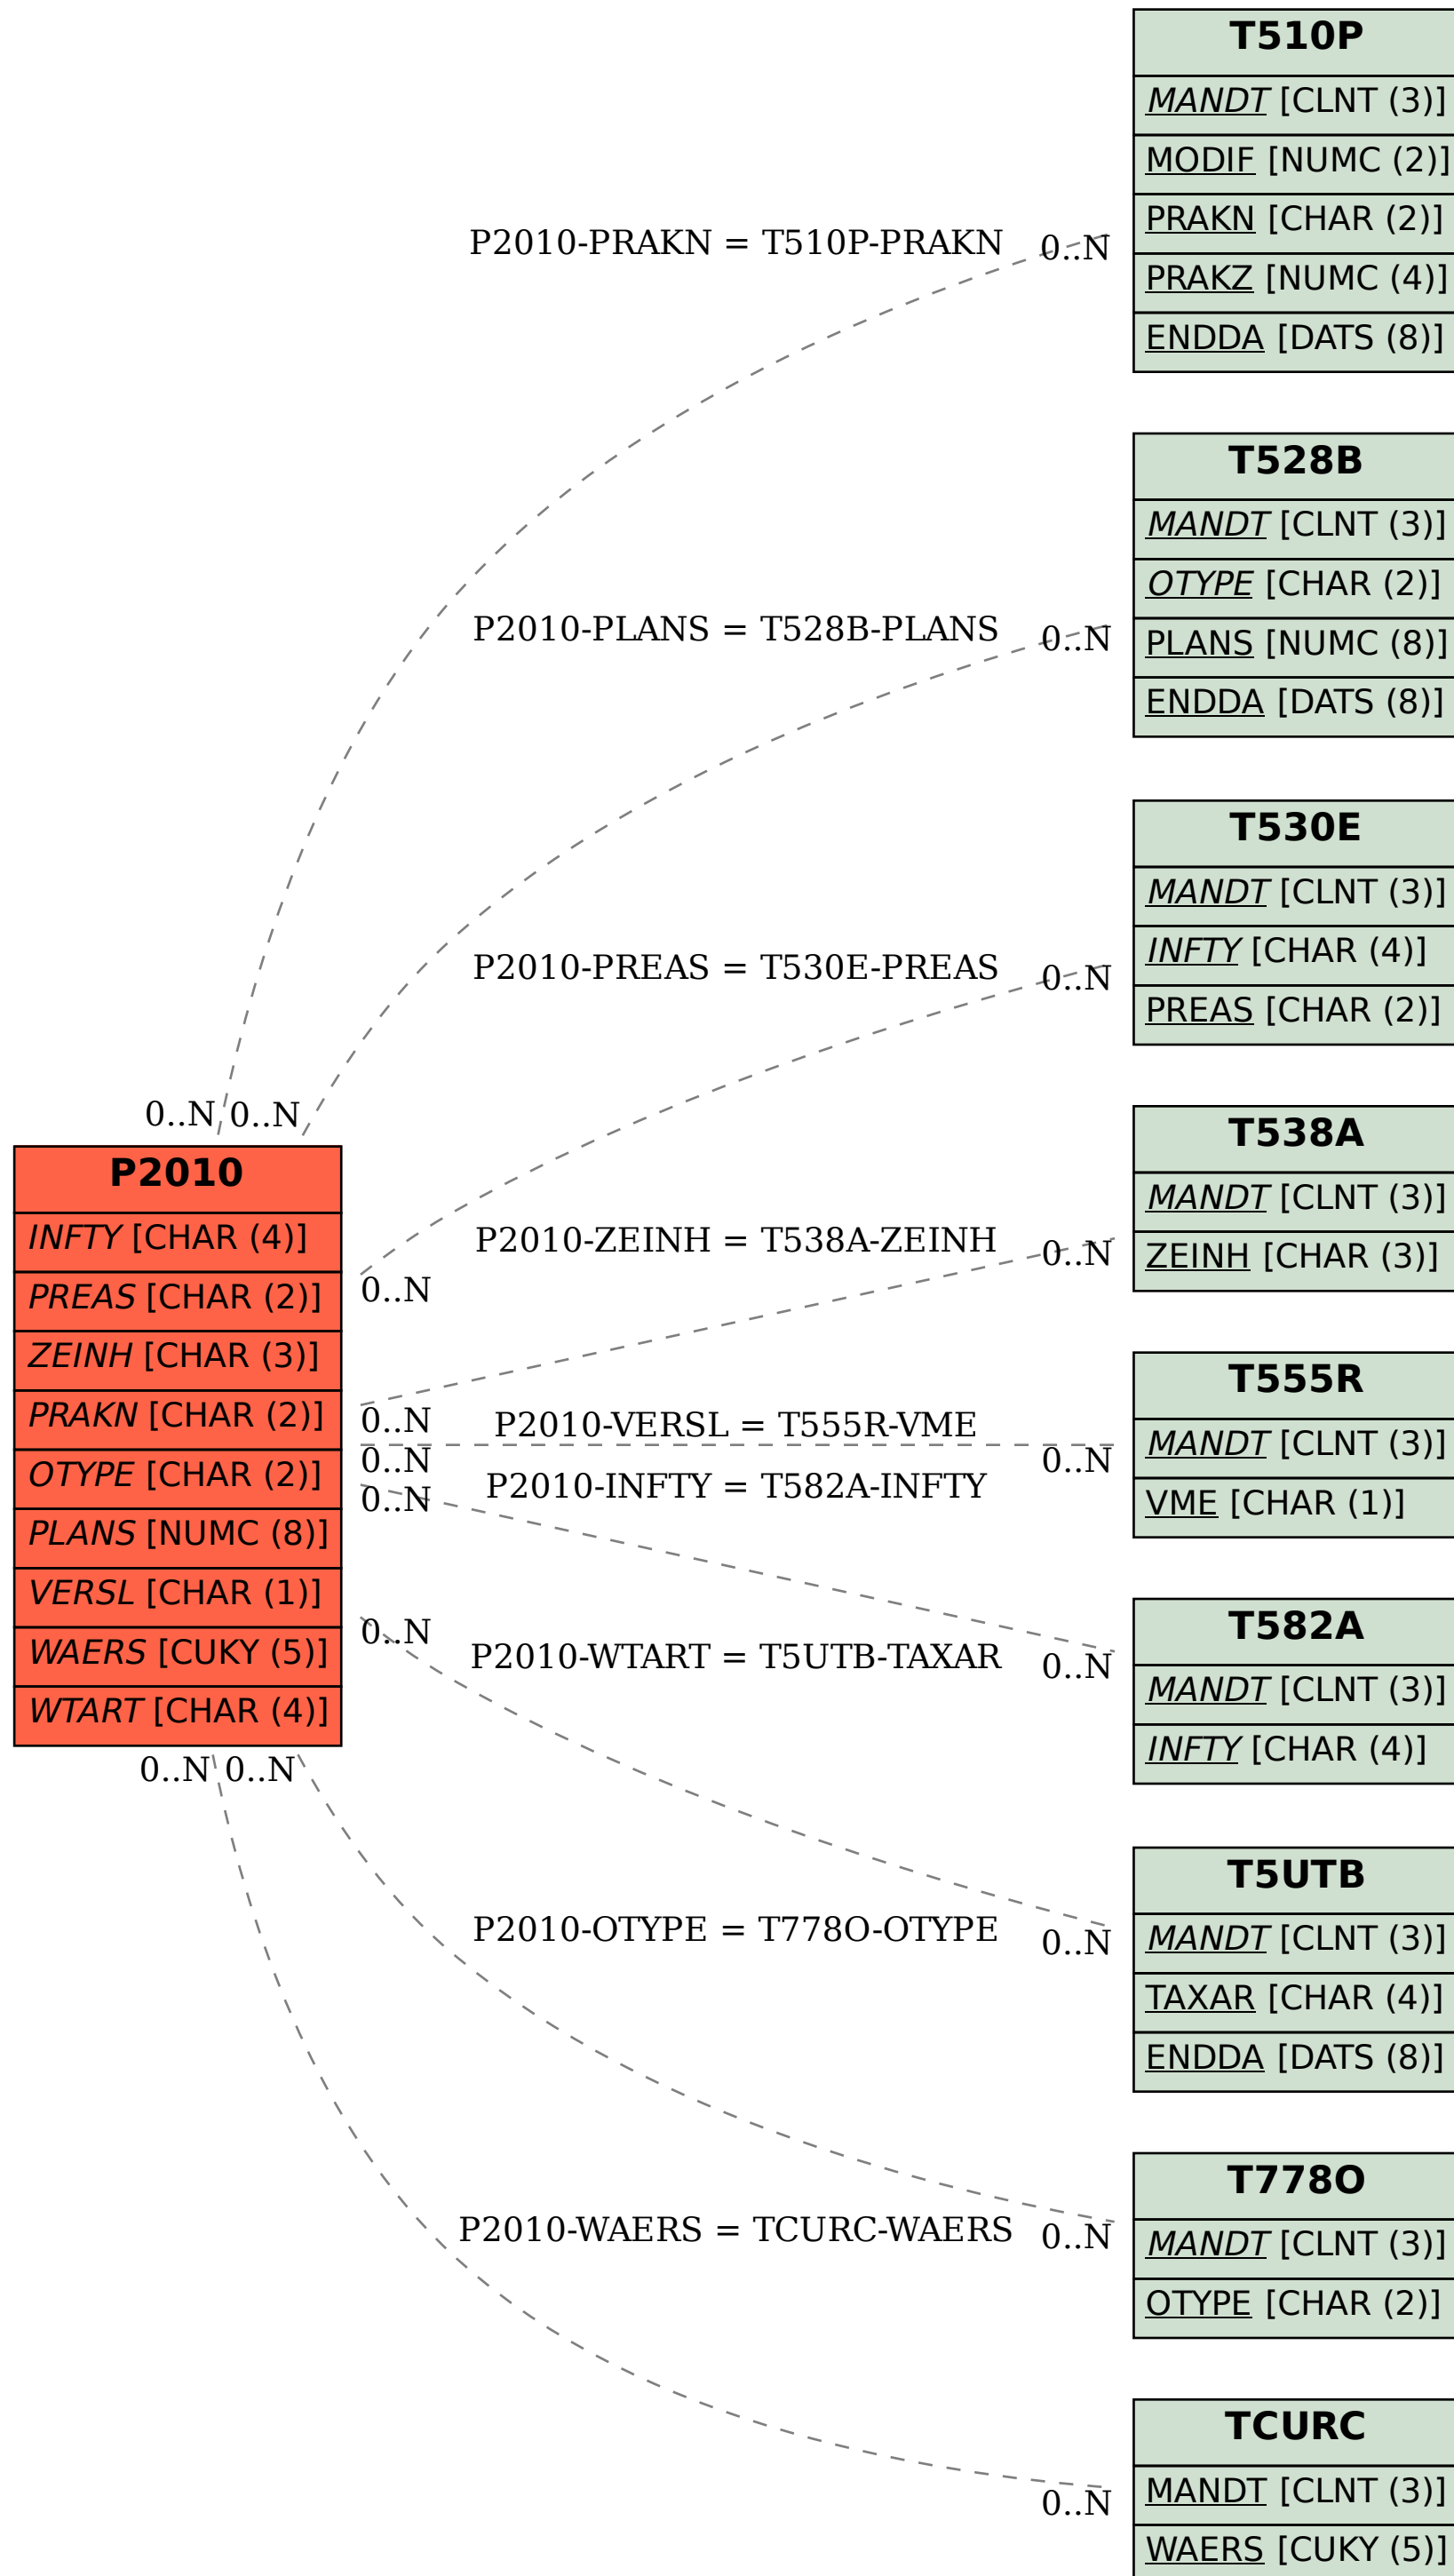 T510P
MANDT [CLNT (3)]
MODIF [NUMC (2)]
PRAKN [CHAR (2)]
PRAKZ [NUMC (4)]
ENDDA [DATS (8)]
P2010-PRAKN = T510P-PRAKN
0..N
T528B
MANDT [CLNT (3)]
OTYPE [CHAR (2)]
PLANS [NUMC (8)]
ENDDA [DATS (8)]
P2010-PLANS = T528B-PLANS
0..N
T530E
MANDT [CLNT (3)]
INFTY [CHAR (4)]
PREAS [CHAR (2)]
P2010-PREAS = T530E-PREAS
0..N
0..N
0..N
P2010
INFTY [CHAR (4)]
PREAS [CHAR (2)]
ZEINH [CHAR (3)]
PRAKN [CHAR (2)]
OTYPE [CHAR (2)]
PLANS [NUMC (8)]
VERSL [CHAR (1)]
WAERS [CUKY (5)]
WTART [CHAR (4)]
0..N
0..N
0..N
0..N
0..N
0..N
0..N
T538A
MANDT [CLNT (3)]
ZEINH [CHAR (3)]
P2010-ZEINH = T538A-ZEINH
0..N
T555R
MANDT [CLNT (3)]
VME [CHAR (1)]
P2010-VERSL = T555R-VME
0..N
P2010-INFTY = T582A-INFTY
T582A
MANDT [CLNT (3)]
INFTY [CHAR (4)]
0..N
P2010-WTART = T5UTB-TAXAR
T5UTB
MANDT [CLNT (3)]
TAXAR [CHAR (4)]
ENDDA [DATS (8)]
0..N
P2010-OTYPE = T778O-OTYPE
T778O
MANDT [CLNT (3)]
OTYPE [CHAR (2)]
0..N
P2010-WAERS = TCURC-WAERS
TCURC
MANDT [CLNT (3)]
WAERS [CUKY (5)]
0..N